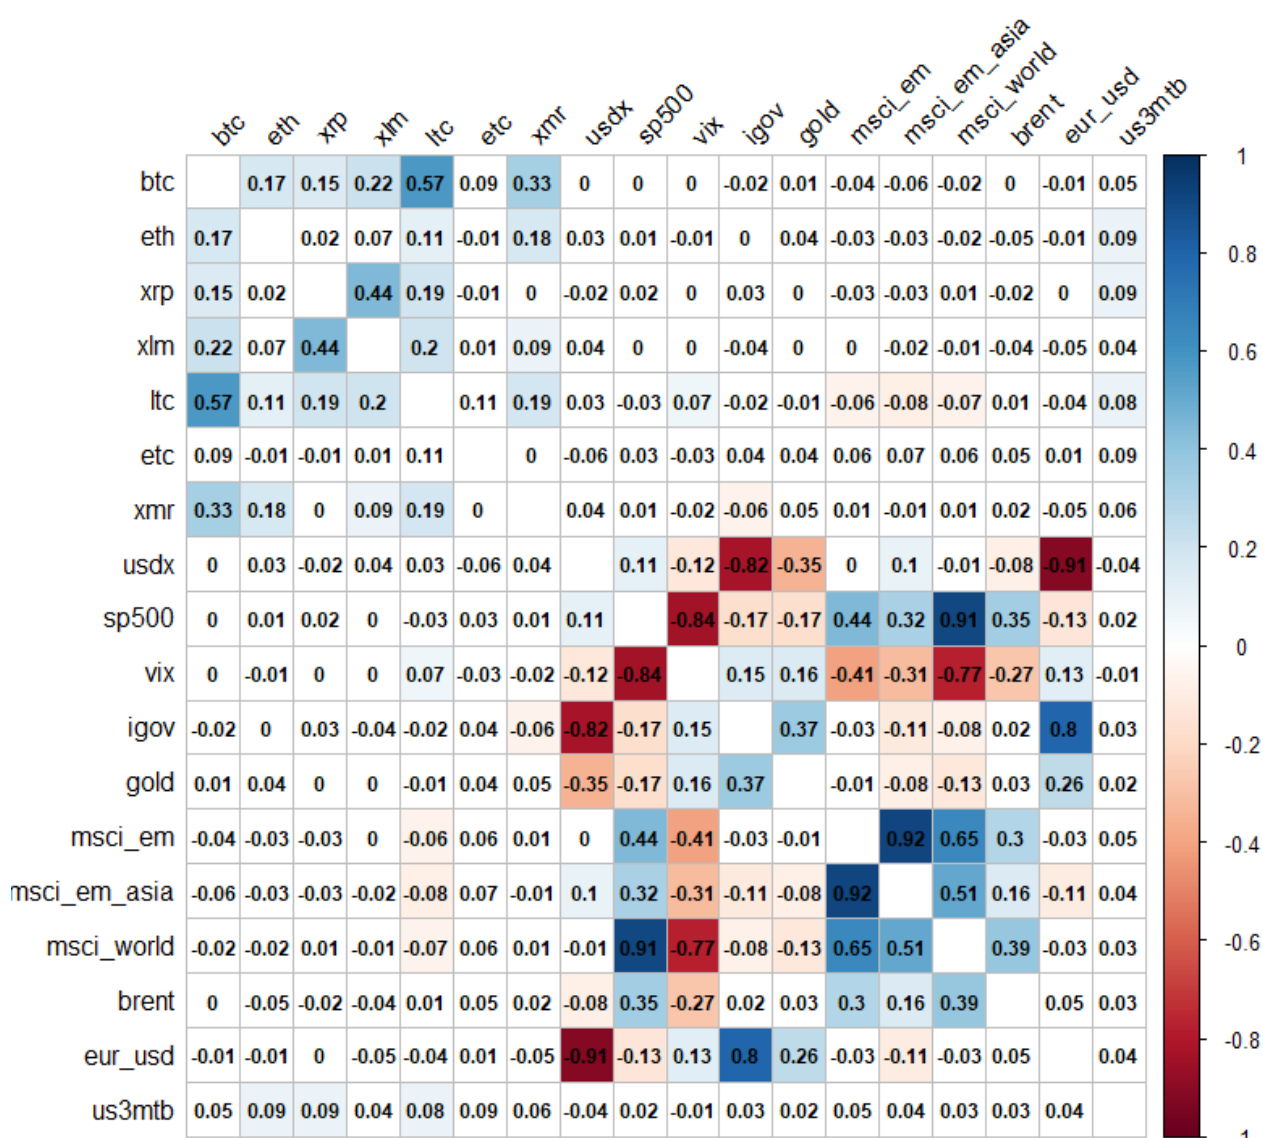 btc eth xrp xlm ltc etc xmr usdx sp500 vix igov gold msci_em msci_em_asia msci_world brent eur_usd us3mtb
btc 0.17 0.15 0.22 0.57 0.09 0.33 0 0 0 -0.02 0.01 -0.04 -0.06 -0.02 0 -0.01 0.05
eth 0.17 0.02 0.07 0.11 -0.01 0.18 0.03 0.01 -0.01 0 0.04 -0.03 -0.03 -0.02 -0.05 -0.01 0.09
xrp 0.15 0.02 0.44 0.19 -0.01 0 -0.02 0.02 0 0.03 0 -0.03 -0.03 0.01 -0.02 0 0.09
xlm 0.22 0.07 0.44 0.2 0.01 0.09 0.04 0 0 -0.04 0 0 -0.02 -0.01 -0.04 -0.05 0.04
ltc 0.57 0.11 0.19 0.2 0.11 0.19 0.03 -0.03 0.07 -0.02 -0.01 -0.06 -0.08 -0.07 0.01 -0.04 0.08
etc 0.09 -0.01 -0.01 0.01 0.11 0 -0.06 0.03 -0.03 0.04 0.04 0.06 0.07 0.06 0.05 0.01 0.09
xmr 0.33 0.18 0 0.09 0.19 0 0.04 0.01 -0.02 -0.06 0.05 0.01 -0.01 0.01 0.02 -0.05 0.06
usdx 0 0.03 -0.02 0.04 0.03 -0.06 0.04 0.11 -0.12 -0.82 -0.35 0 0.1 -0.01 -0.08 -0.91 -0.04
sp500 0 0.01 0.02 0 -0.03 0.03 0.01 0.11 -0.84 -0.17 -0.17 0.44 0.32 0.91 0.35 -0.13 0.02
vix 0 -0.01 0 0 0.07 -0.03 -0.02 -0.12 -0.84 0.15 0.16 -0.41 -0.31 -0.77 -0.27 0.13 -0.01
igov -0.02 0 0.03 -0.04 -0.02 0.04 -0.06 -0.82 -0.17 0.15 0.37 -0.03 -0.11 -0.08 0.02 0.8 0.03
gold 0.01 0.04 0 0 -0.01 0.04 0.05 -0.35 -0.17 0.16 0.37 -0.01 -0.08 -0.13 0.03 0.26 0.02
msci_em -0.04 -0.03 -0.03 0 -0.06 0.06 0.01 0 0.44 -0.41 -0.03 -0.01 0.92 0.65 0.3 -0.03 0.05
msci_em_asia -0.06 -0.03 -0.03 -0.02 -0.08 0.07 -0.01 0.1 0.32 -0.31 -0.11 -0.08 0.92 0.51 0.16 -0.11 0.04
msci_world -0.02 -0.02 0.01 -0.01 -0.07 0.06 0.01 -0.01 0.91 -0.77 -0.08 -0.13 0.65 0.51 0.39 -0.03 0.03
brent 0 -0.05 -0.02 -0.04 0.01 0.05 0.02 -0.08 0.35 -0.27 0.02 0.03 0.3 0.16 0.39 0.05 0.03
eur_usd -0.01 -0.01 0 -0.05 -0.04 0.01 -0.05 -0.91 -0.13 0.13 0.8 0.26 -0.03 -0.11 -0.03 0.05 0.04
us3mtb 0.05 0.09 0.09 0.04 0.08 0.09 0.06 -0.04 0.02 -0.01 0.03 0.02 0.05 0.04 0.03 0.03 0.04
1
0.8
0.6
0.4
0.2
0
-0.2
-0.4
-0.6
-0.8
-1